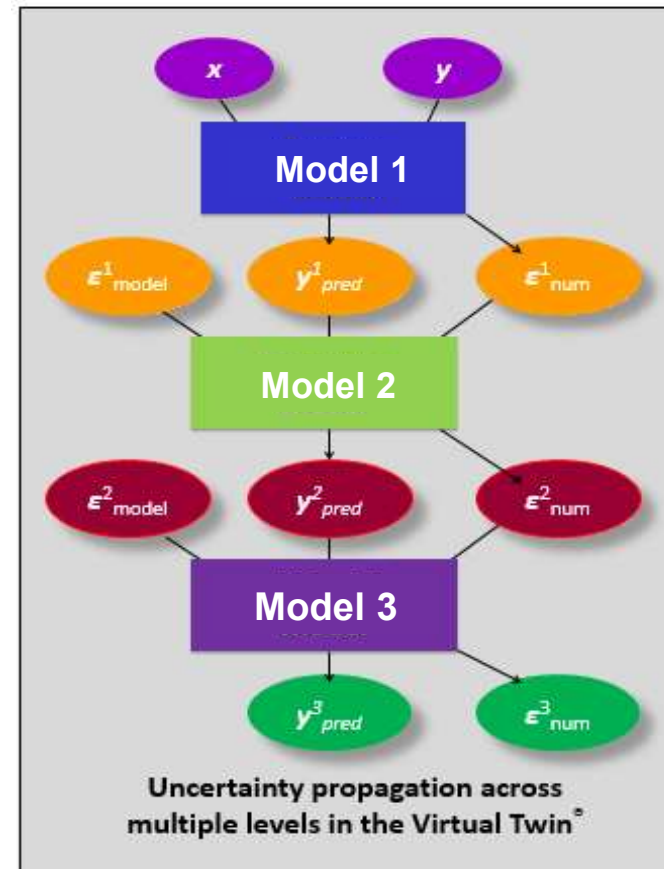 x y
Model 1
ε¹model y¹pred ε¹num
Model 2
ε²model y²pred ε²num
Model 3
y³pred ε³num
Uncertainty propagation across
multiple levels in the Virtual Twin®